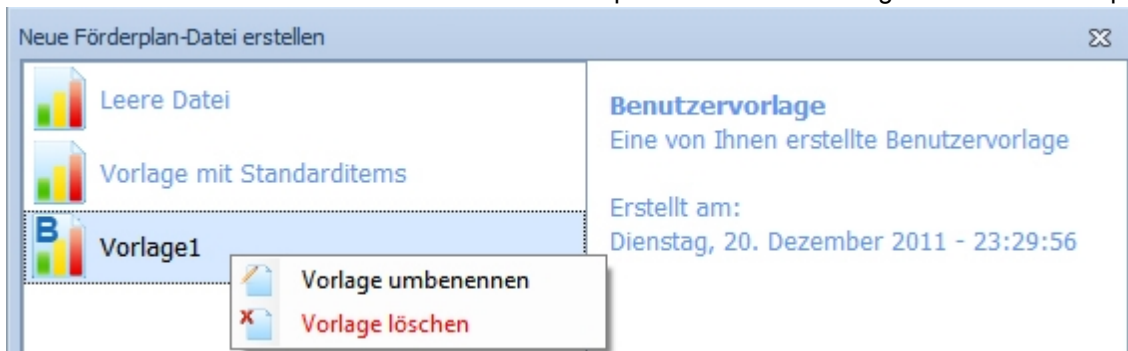 Neue Förderplan-Datei erstellen
Leere Datei
Vorlage mit Standarditems
B
Vorlage1
Vorlage umbenennen
Vorlage löschen
Benutzervorlage
Eine von Ihnen erstellte Benutzervorlage
Erstellt am:
Dienstag, 20. Dezember 2011 - 23:29:56